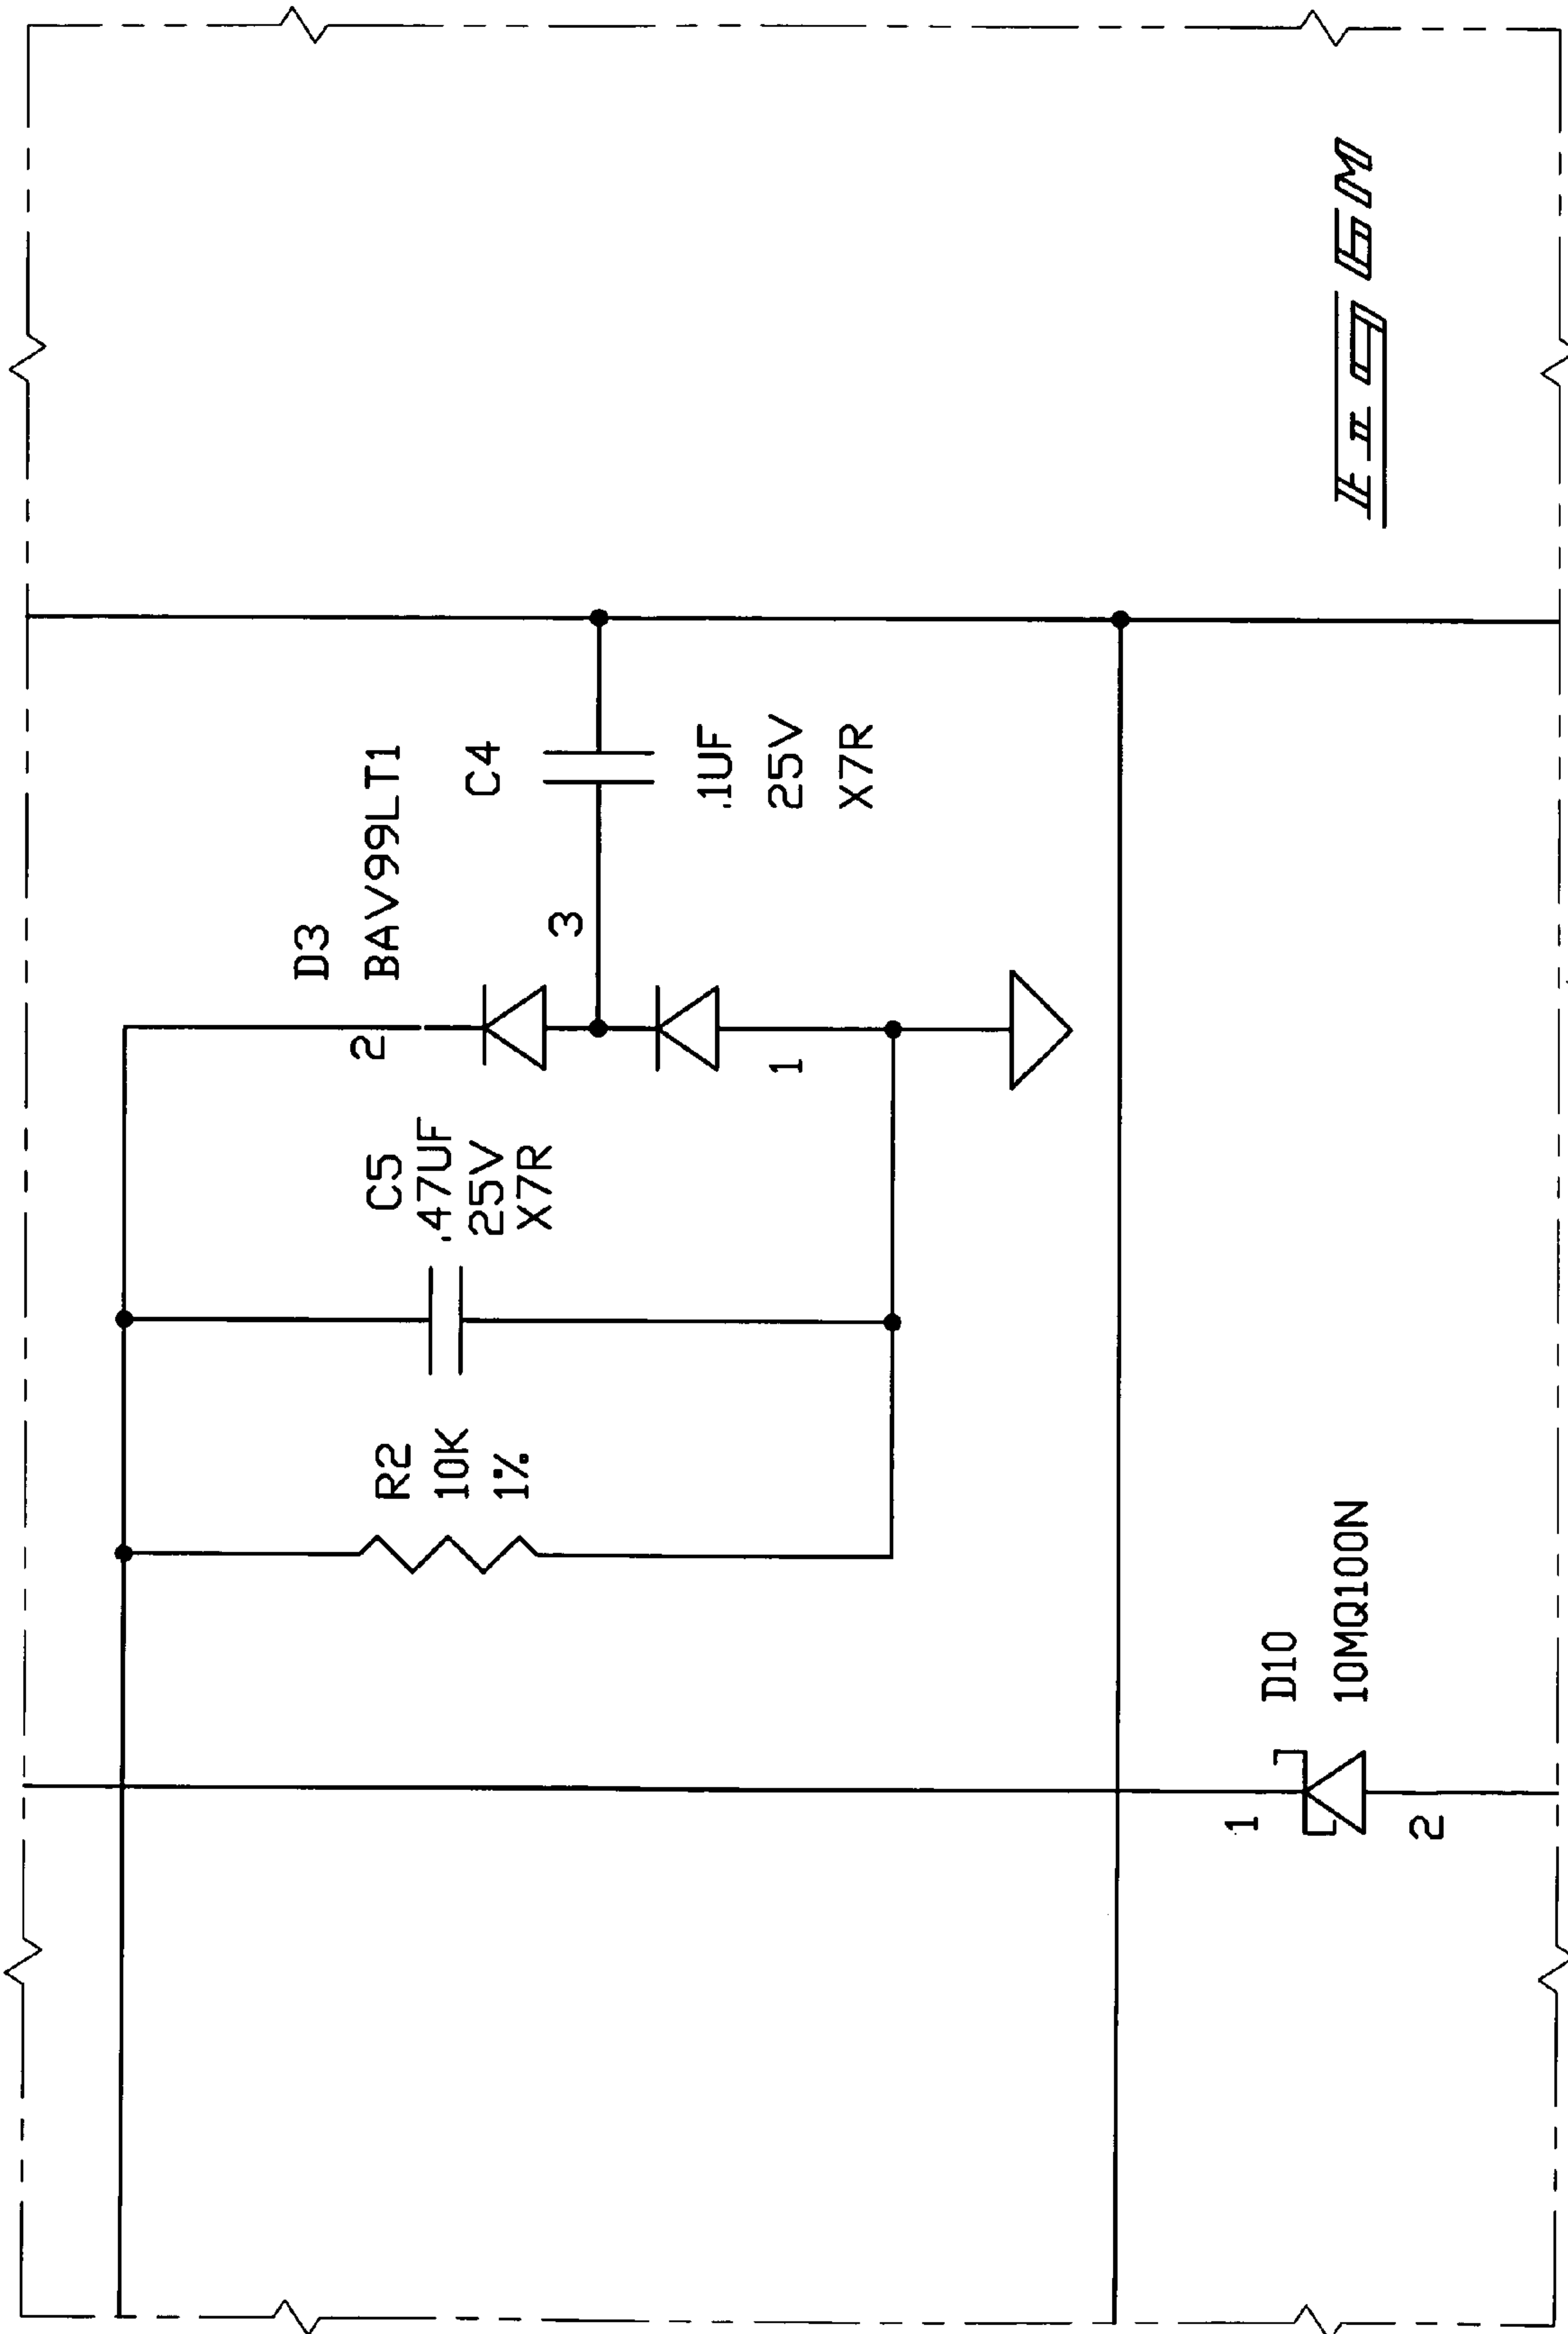 D3
BAV99LT1
2
3
1
C4
.1UF
25V
X7R
C5
.47UF
25V
X7R
R2
10K
1%
D10
10MQ100N
1
2
FIG 6M